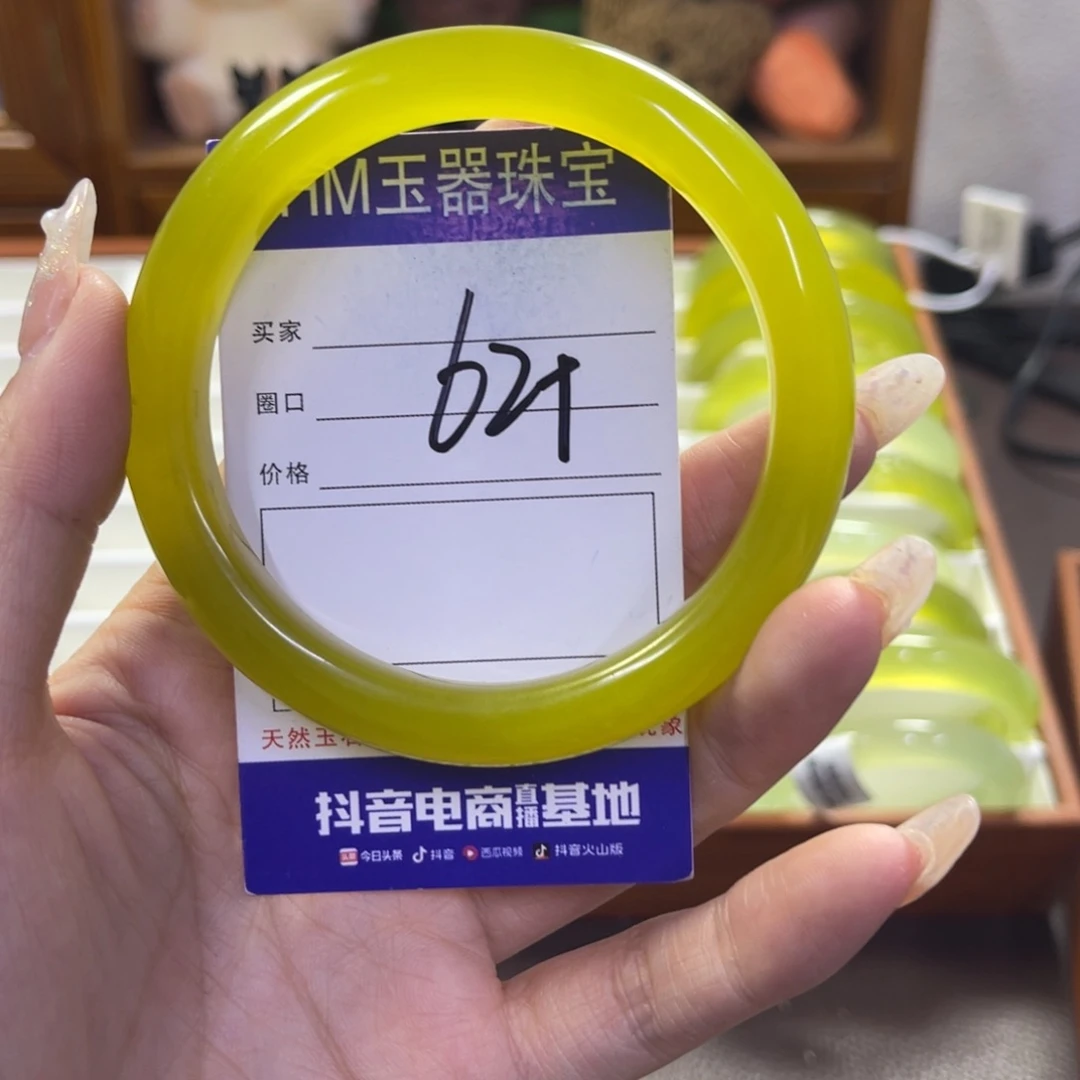 HM玉器珠宝
买家
圈口
价格
62+
天然玉石
抖音电商直播基地
今日头条 抖音 西瓜视频 抖音火山版